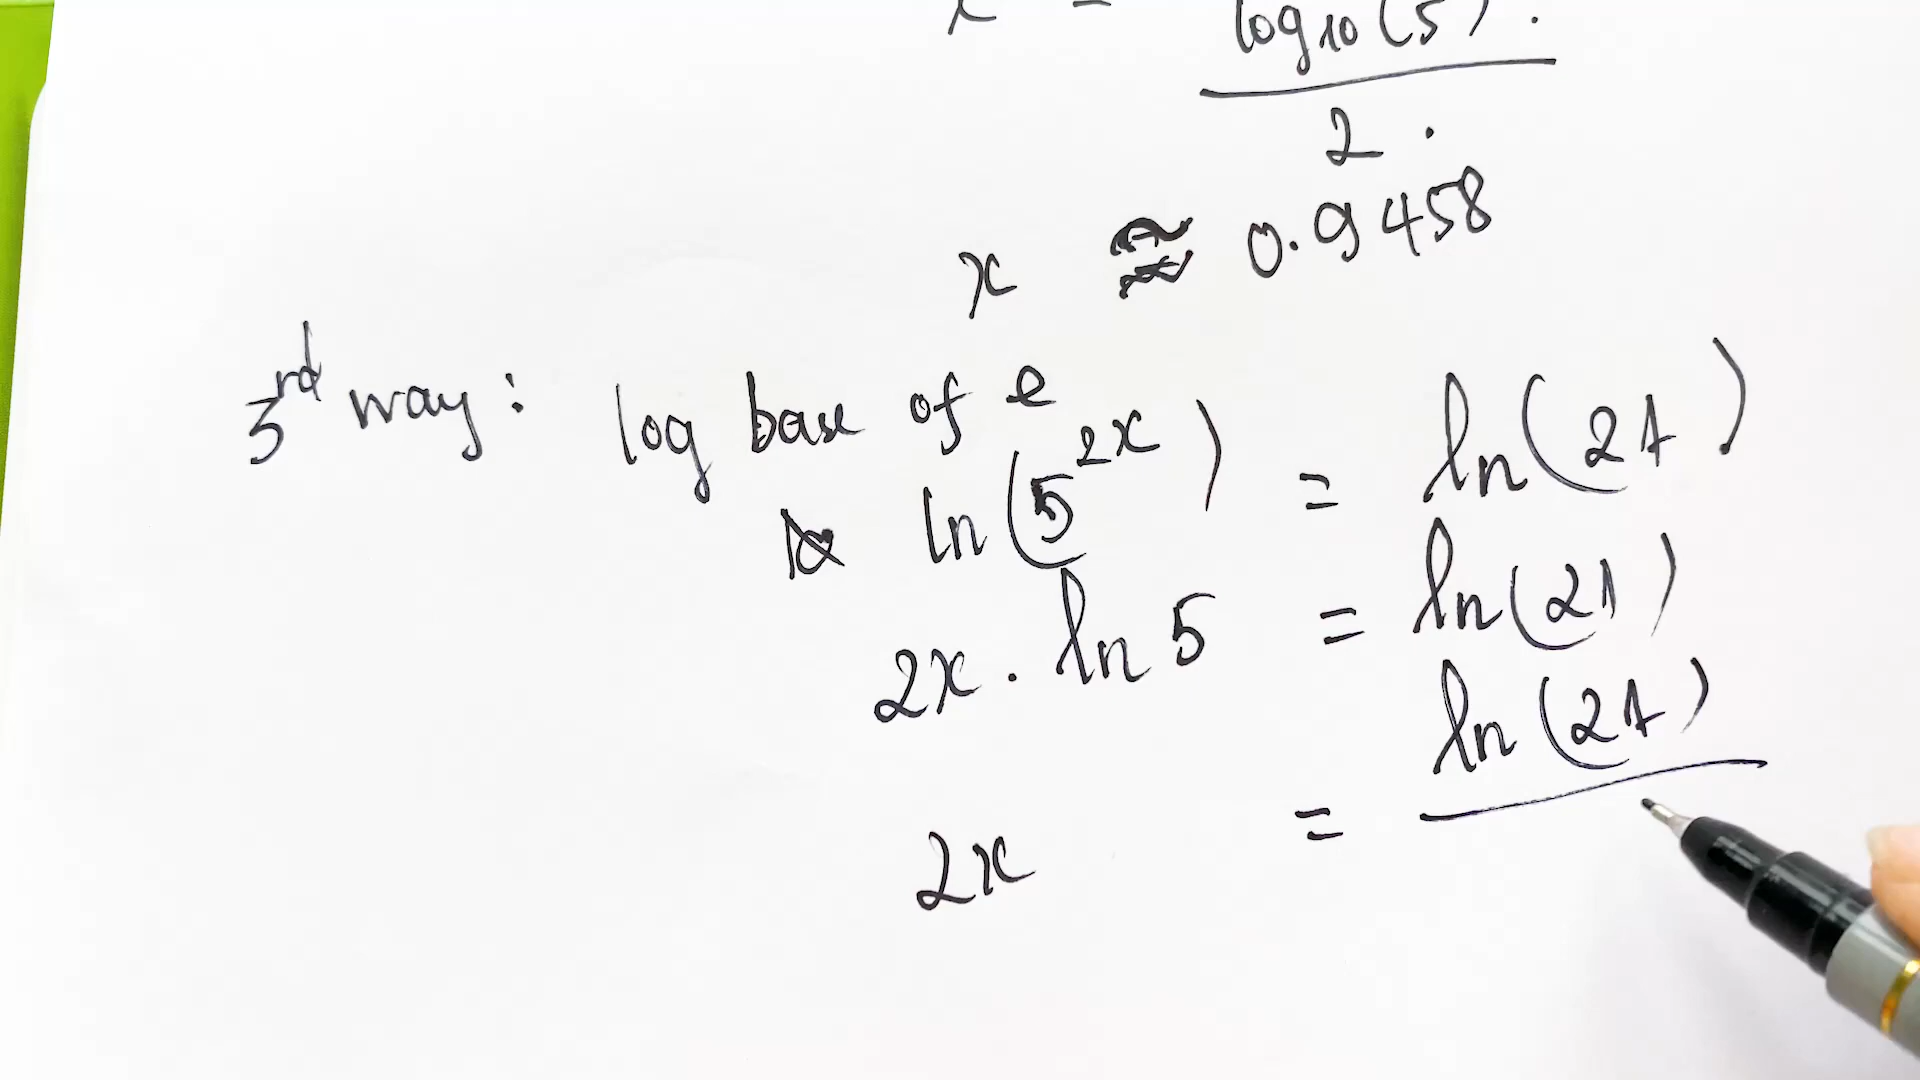 x = log10(5).
2.
x ≈ 0.9458
3rd way: log base of e
ln(5^2x) = ln(21)
2x . ln 5 = ln(21)
ln(21)
2x =